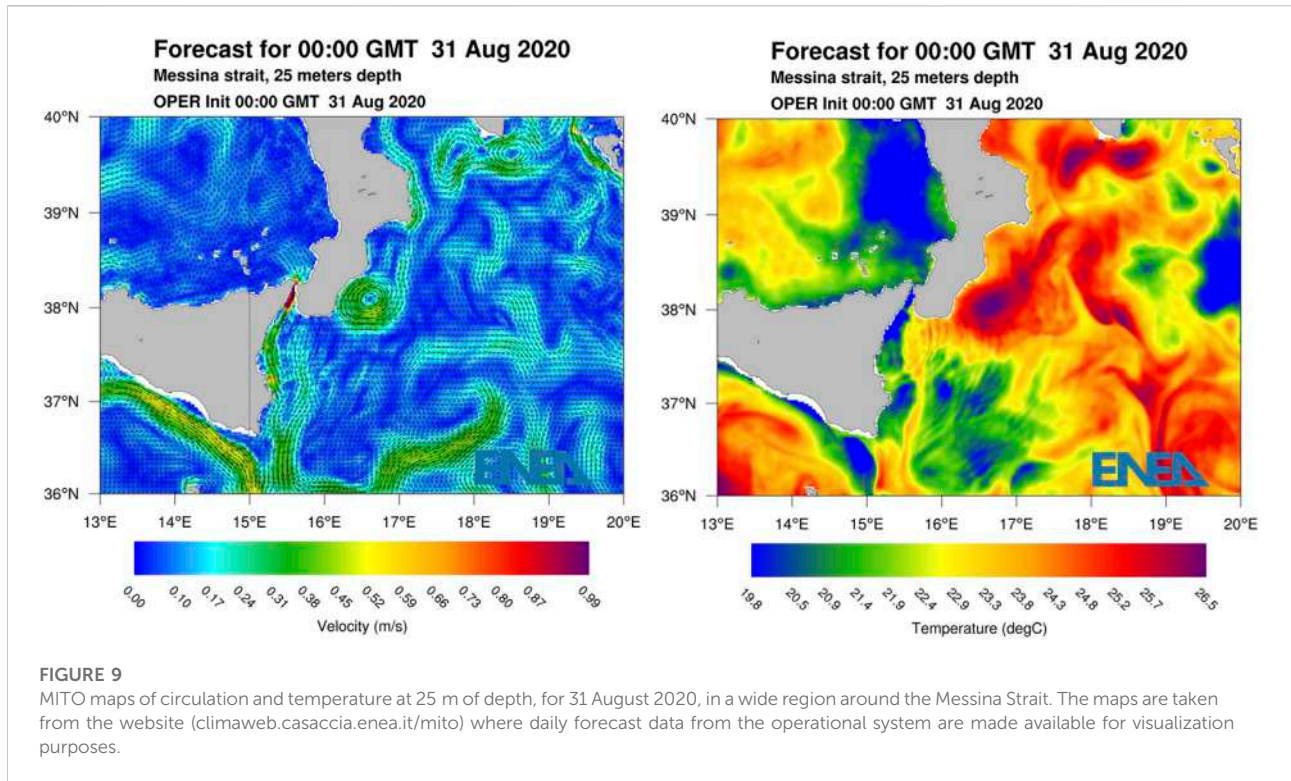 Forecast for 00:00 GMT 31 Aug 2020
Messina strait, 25 meters depth
OPER Init 00:00 GMT 31 Aug 2020
40°N
39°N
38°N
37°N
36°N
13°E 14°E 15°E 16°E 17°E 18°E 19°E 20°E
ENEA
0.00 0.10 0.17 0.24 0.31 0.38 0.45 0.52 0.59 0.66 0.73 0.80 0.87 0.99
Velocity (m/s)
Forecast for 00:00 GMT 31 Aug 2020
Messina strait, 25 meters depth
OPER Init 00:00 GMT 31 Aug 2020
40°N
39°N
38°N
37°N
36°N
13°E 14°E 15°E 16°E 17°E 18°E 19°E 20°E
ENEA
19.8 20.5 20.9 21.4 21.9 22.4 22.9 23.3 23.8 24.3 24.8 25.2 25.7 26.5
Temperature (degC)
FIGURE 9
MITO maps of circulation and temperature at 25 m of depth, for 31 August 2020, in a wide region around the Messina Strait. The maps are taken
from the website (climaweb.casaccia.enea.it/mito) where daily forecast data from the operational system are made available for visualization
purposes.